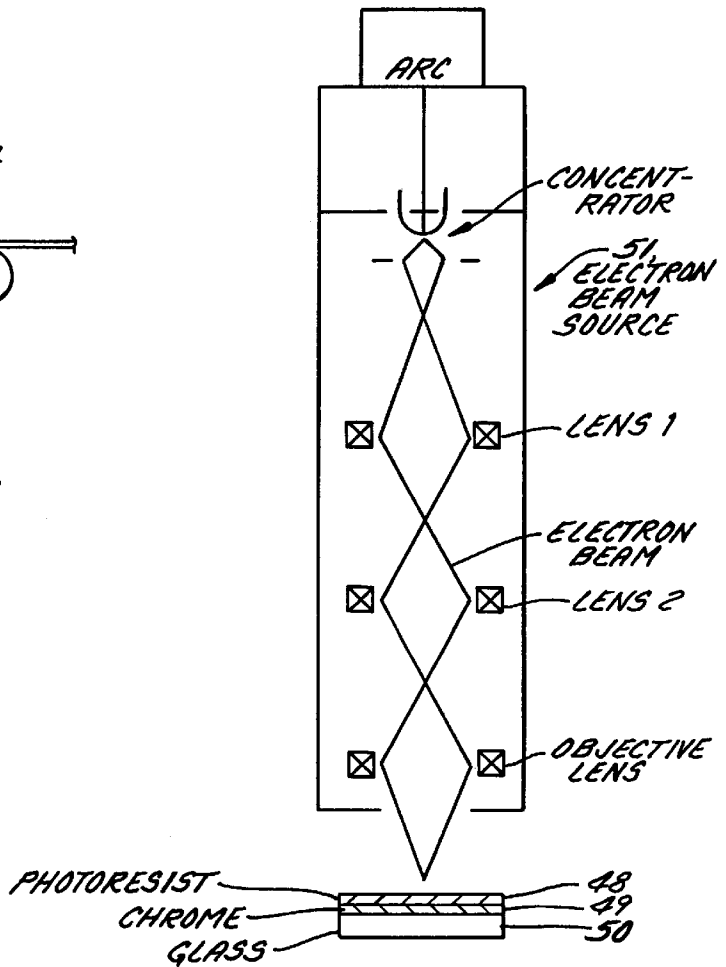 ARC
CONCENT-
RATOR
51,
ELECTRON
BEAM
SOURCE
LENS 1
ELECTRON
BEAM
LENS 2
OBJECTIVE
LENS
PHOTORESIST
48
CHROME
49
GLASS
50